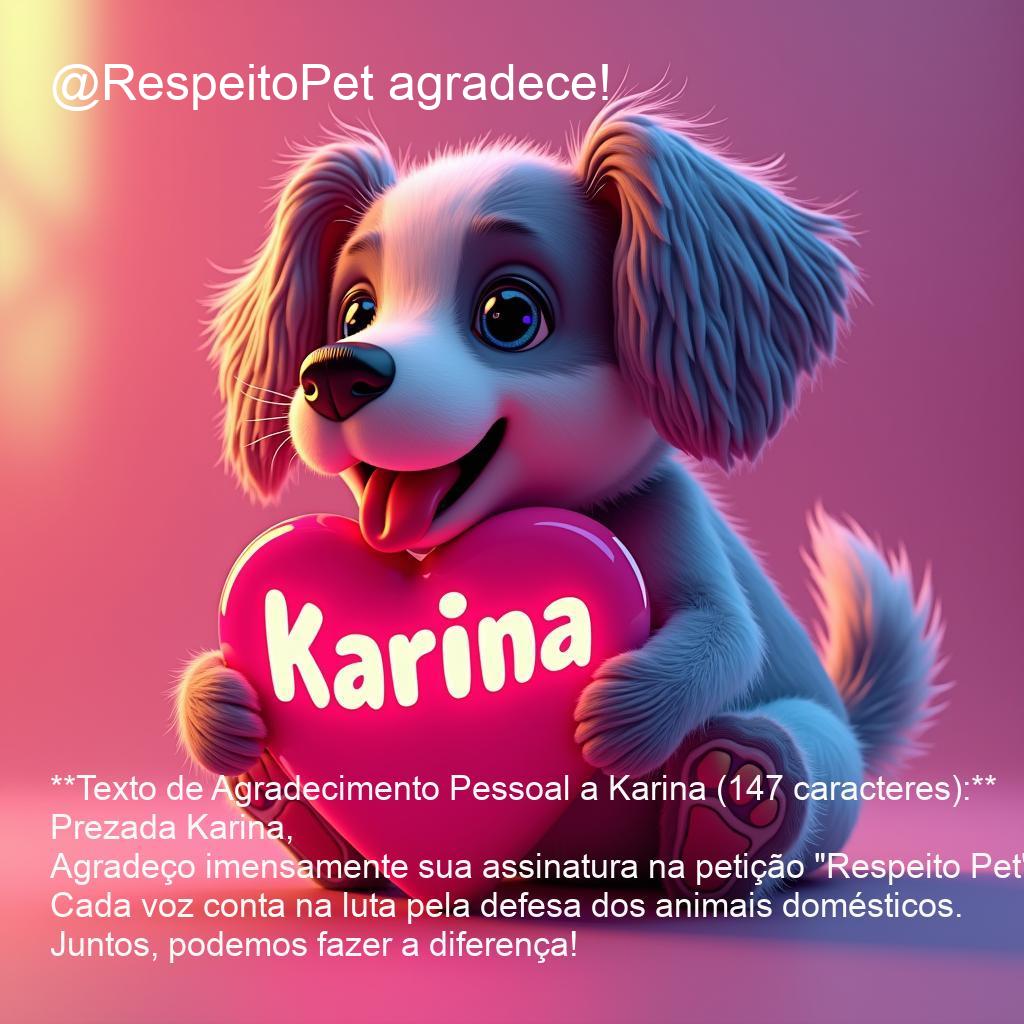 @RespeitoPet agradece!
Karina
**Texto de Agradecimento Pessoal a Karina (147 caracteres):**
Prezada Karina,
Agradeço imensamente sua assinatura na petição "Respeito Pet"
Cada voz conta na luta pela defesa dos animais domésticos.
Juntos, podemos fazer a diferença!